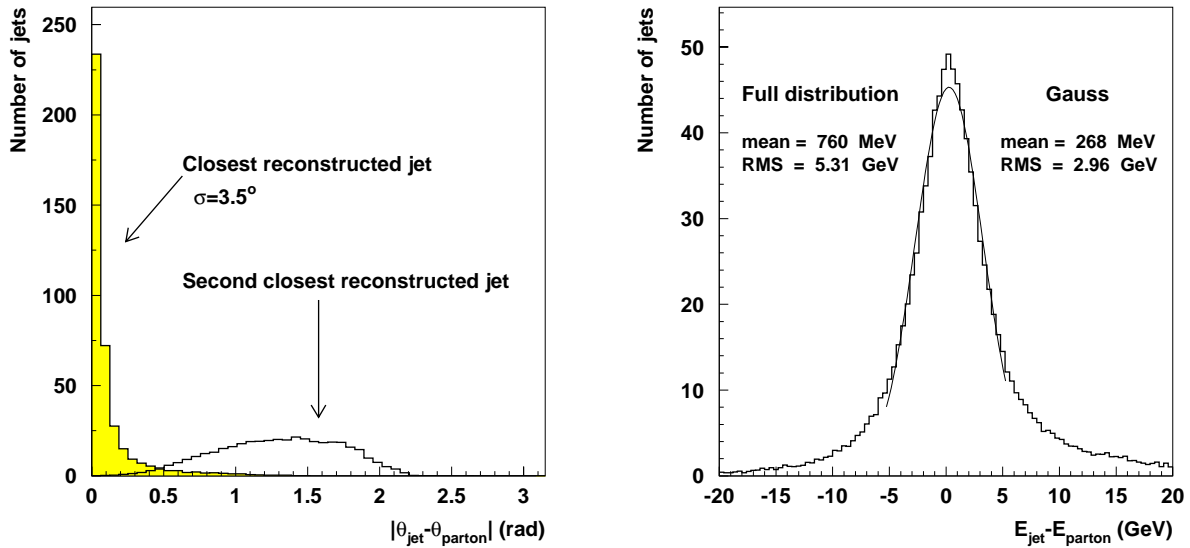 Number of jets
250
200
150
100
50
0
Closest reconstructed jet
σ=3.5°
Second closest reconstructed jet
0 0.5 1 1.5 2 2.5 3
|θjet-θparton| (rad)
Number of jets
50
40
30
20
10
0
Full distribution
mean = 760 MeV
RMS = 5.31 GeV
Gauss
mean = 268 MeV
RMS = 2.96 GeV
-20 -15 -10 -5 0 5 10 15 20
Ejet-Eparton (GeV)